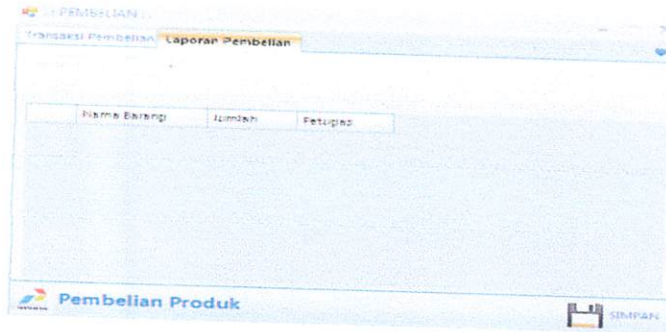 :: PEMBELIAN ::
Transaksi Pembelian Laporan Pembelian
Nama Barang Jumlah Petugas
Pembelian Produk
SIMPAN